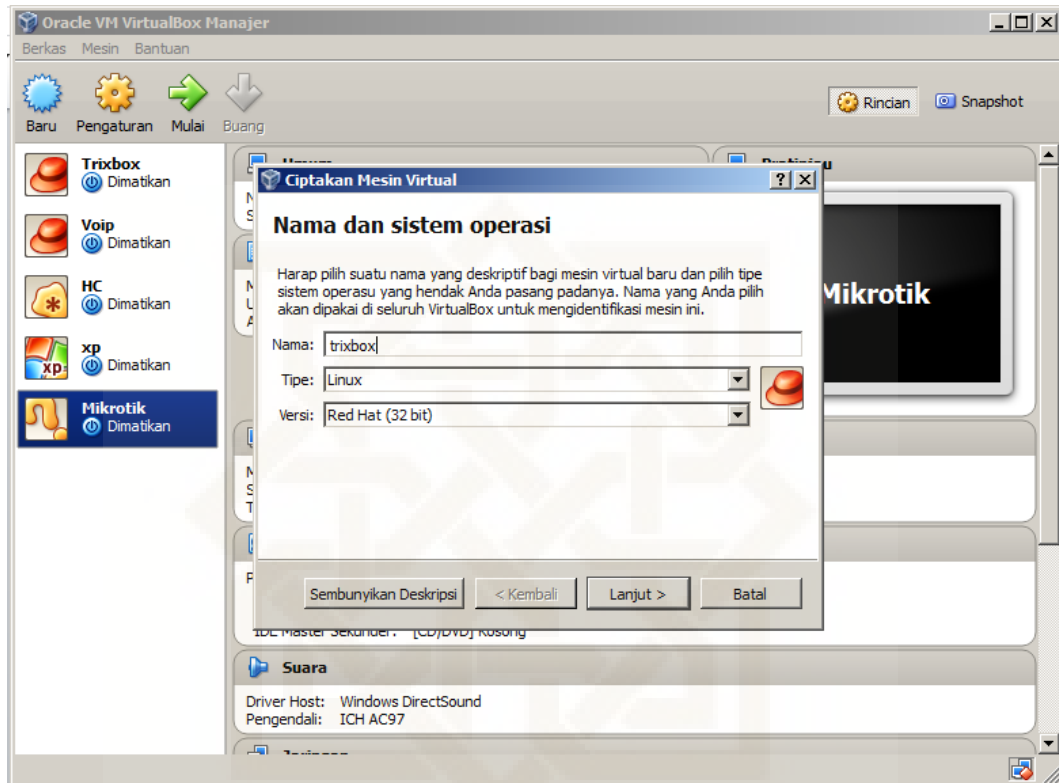 Oracle VM VirtualBox Manajer
Berkas Mesin Bantuan
Baru Pengaturan Mulai Buang
Rincian Snapshot
Trixbox
Dimatikan
Voip
Dimatikan
HC
Dimatikan
xp
xp
Dimatikan
Mikrotik
Dimatikan
Ciptakan Mesin Virtual
Nama dan sistem operasi
Harap pilih suatu nama yang deskriptif bagi mesin virtual baru dan pilih tipe
sistem operasu yang hendak Anda pasang padanya. Nama yang Anda pilih
akan dipakai di seluruh VirtualBox untuk mengidentifikasi mesin ini.
Nama: trixbox
Tipe: Linux
Versi: Red Hat (32 bit)
Sembunyikan Deskripsi < Kembali Lanjut > Batal
Mikrotik
IDE Master Sekunder: [CD/DVD] Kosong
Suara
Driver Host: Windows DirectSound
Pengendali: ICH AC97